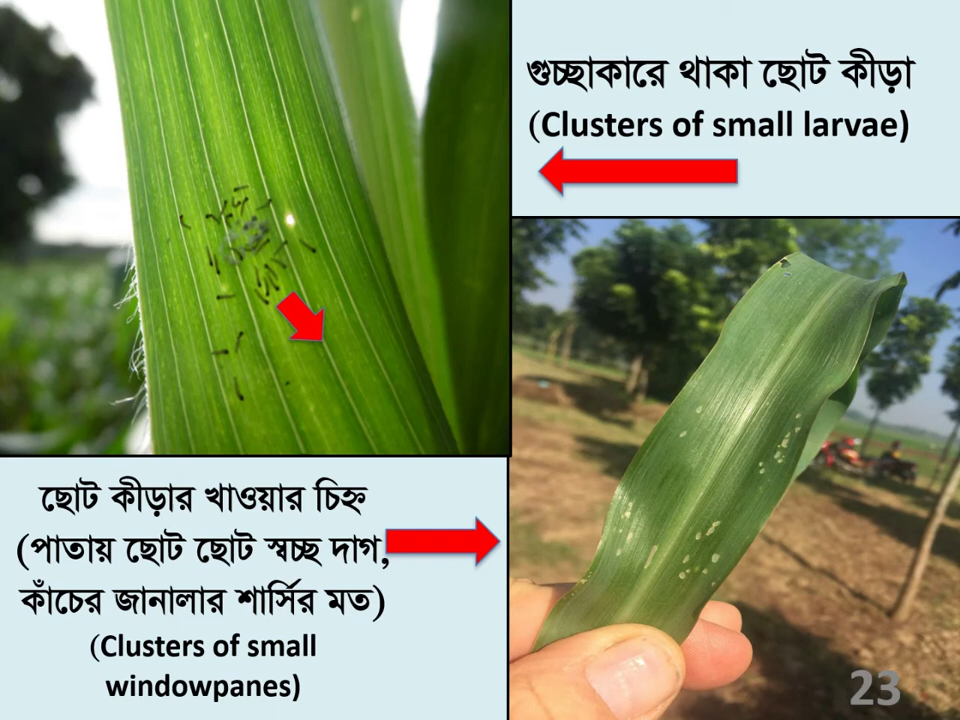 গুচ্ছাকারে থাকা ছোট কীড়া
(Clusters of small larvae)
ছোট কীড়ার খাওয়ার চিহ্ন
(পাতায় ছোট ছোট স্বচ্ছ দাগ,
কাঁচের জানালার শার্সির মত)
(Clusters of small
windowpanes)
23